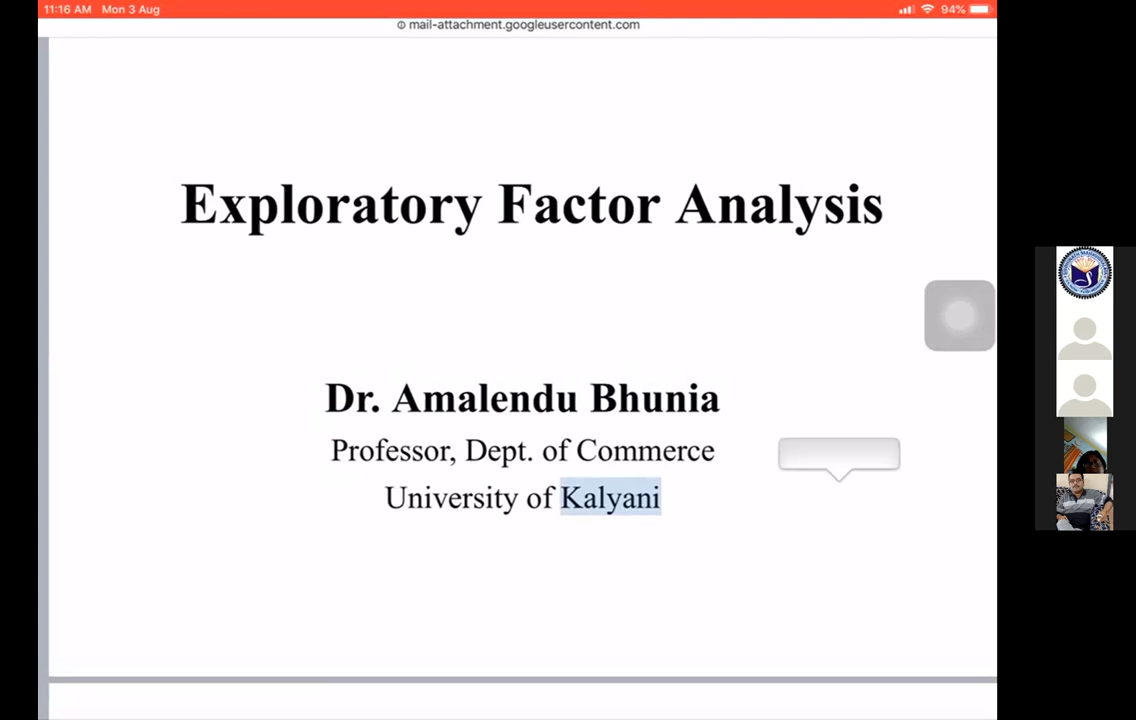 11:16 AM Mon 3 Aug
94%
mail-attachment.googleusercontent.com
Exploratory Factor Analysis
Dr. Amalendu Bhunia
Professor, Dept. of Commerce
University of Kalyani